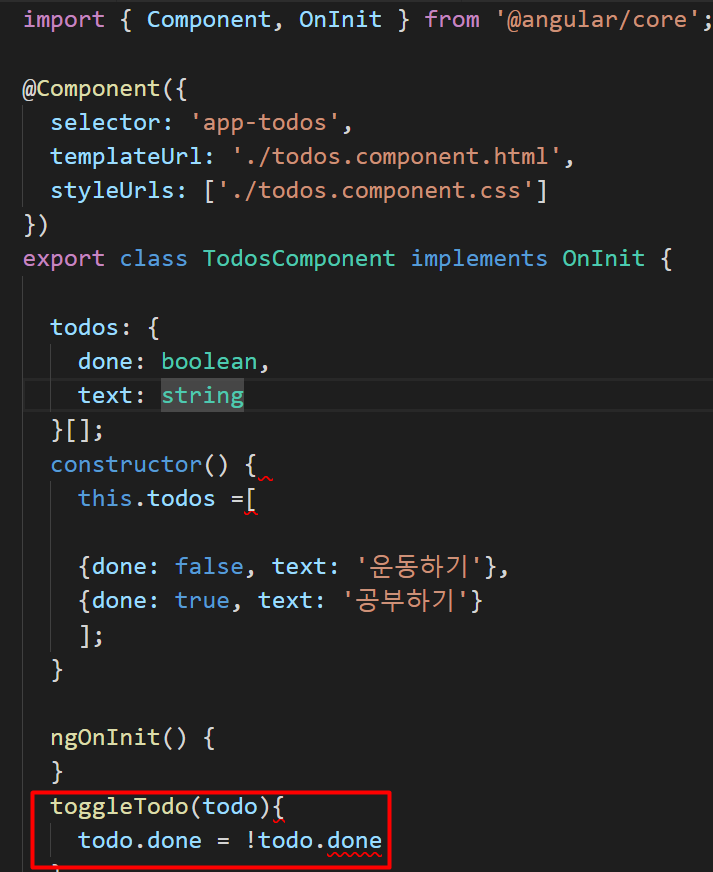 import { Component, OnInit } from '@angular/core';
@Component({
selector: 'app-todos',
templateUrl: './todos.component.html',
styleUrls: ['./todos.component.css']
})
export class TodosComponent implements OnInit {
todos: {
done: boolean,
text: string
}[];
constructor() {
this.todos =[
{done: false, text: '운동하기'},
{done: true, text: '공부하기'}
];
}
ngOnInit() {
}
toggleTodo(todo){
todo.done = !todo.done